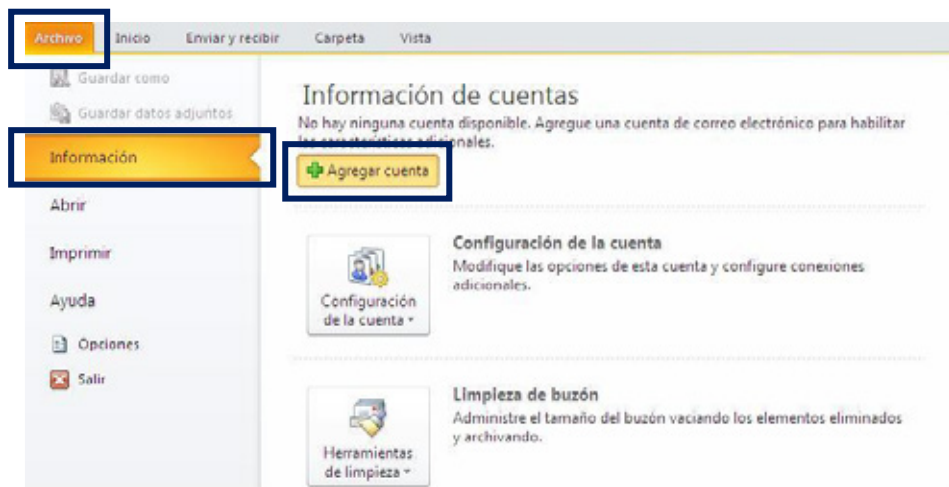 Archivo Inicio Enviar y recibir Carpeta Vista
Guardar como
Guardar datos adjuntos
Información
Abrir
Imprimir
Ayuda
Opciones
Salir
Información de cuentas
No hay ninguna cuenta disponible. Agregue una cuenta de correo electrónico para habilitar
las características adicionales.
Agregar cuenta
Configuración
de la cuenta
Configuración de la cuenta
Modifique las opciones de esta cuenta y configure conexiones
adicionales.
Herramientas
de limpieza
Limpieza de buzón
Administre el tamaño del buzón vaciando los elementos eliminados
y archivando.